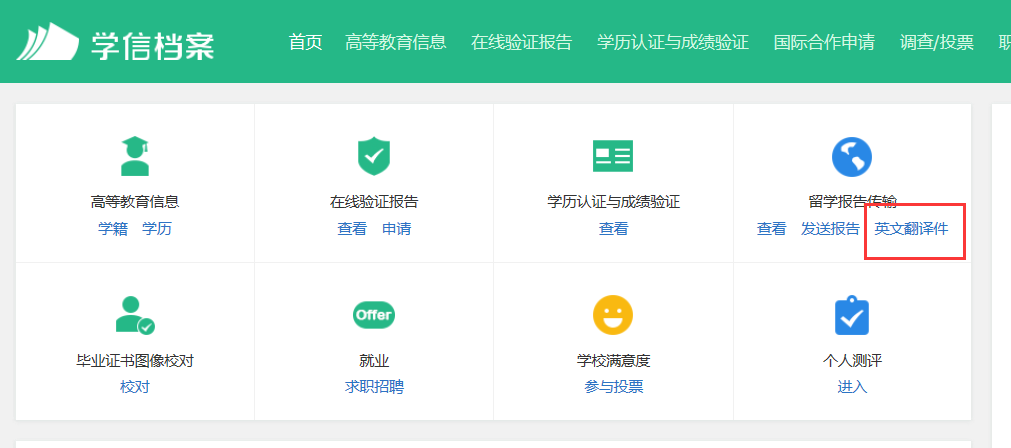 学信档案
首页 高等教育信息 在线验证报告 学历认证与成绩验证 国际合作申请 调查/投票
高等教育信息
学籍 学历
在线验证报告
查看 申请
学历认证与成绩验证
查看
留学报告传输
查看 发送报告 英文翻译件
毕业证书图像校对
校对
Offer
就业
求职招聘
学校满意度
参与投票
个人测评
进入